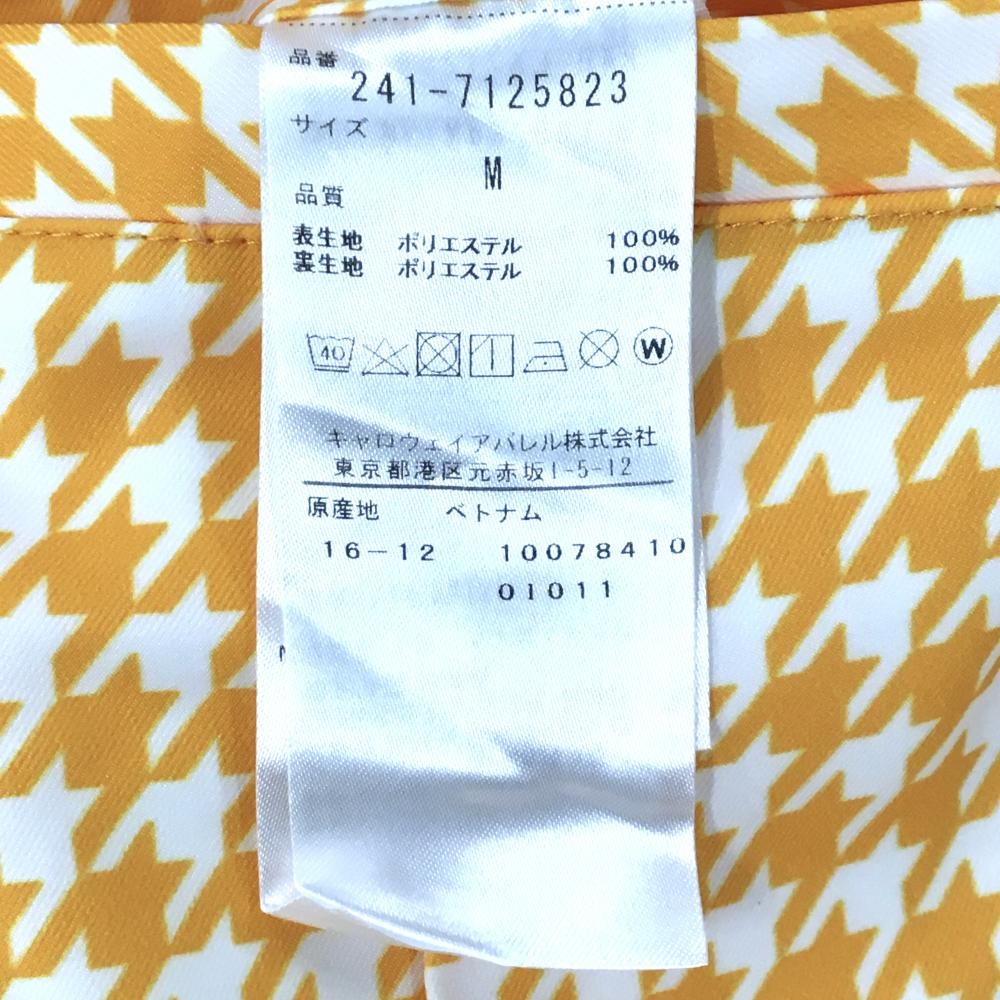 品番
241-7125823
サイズ
M
品質
表生地 ポリエステル 100%
裏生地 ポリエステル 100%
40 W
キャロウェイアパレル株式会社
東京都港区元赤坂1-5-12
原産地 ベトナム
16-12 10078410
01011